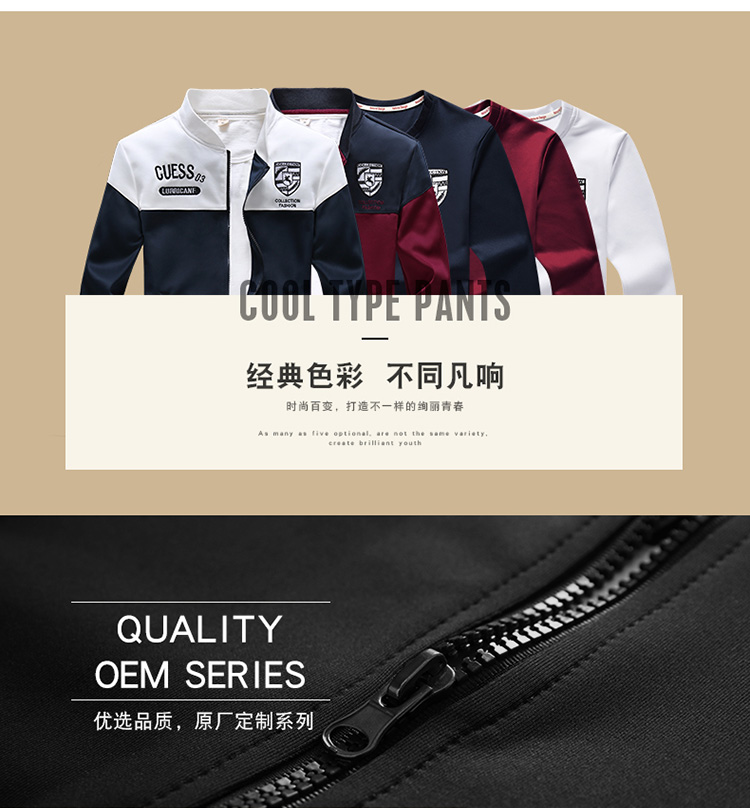 GUESS 03
LURRICANE
COLLECTION
FASHION
COOL TYPE PANTS
经典色彩 不同凡响
时尚百变，打造不一样的绚丽青春
As many as five optional, are not the same variety,
create brilliant youth
QUALITY
OEM SERIES
优选品质，原厂定制系列